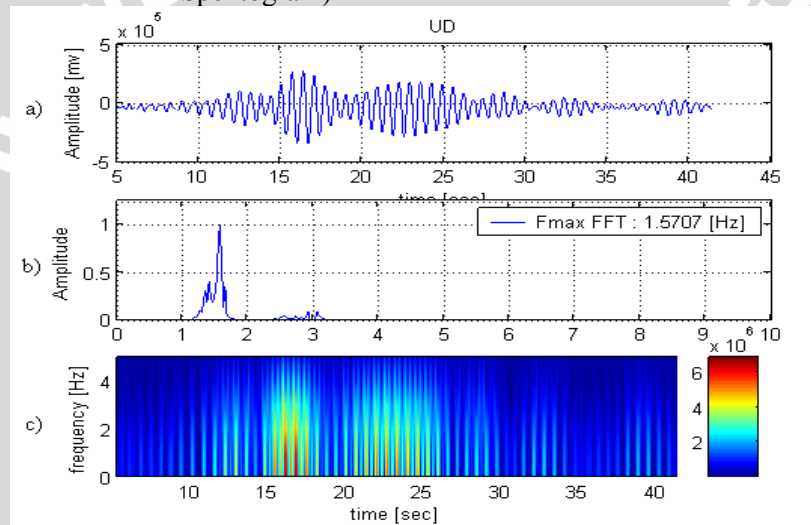 UD
x 10^5
5
0
-5
Amplitude [mv]
a)
5 10 15 20 25 30 35 40 45
time [sec]
1
0.5
0
Amplitude
b)
Fmax FFT : 1.5707 [Hz]
0 1 2 3 4 5 6 7 8 9 10
x 10^6
4
2
0
frequency [Hz]
c)
6
4
2
10 15 20 25 30 35 40
time [sec]